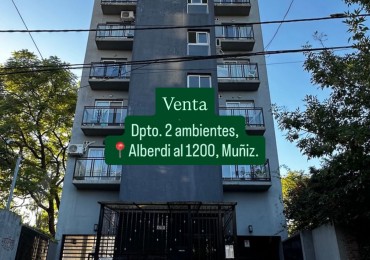 Venta
Dpto. 2 ambientes,
📍 Alberdi al 1200, Muñiz.